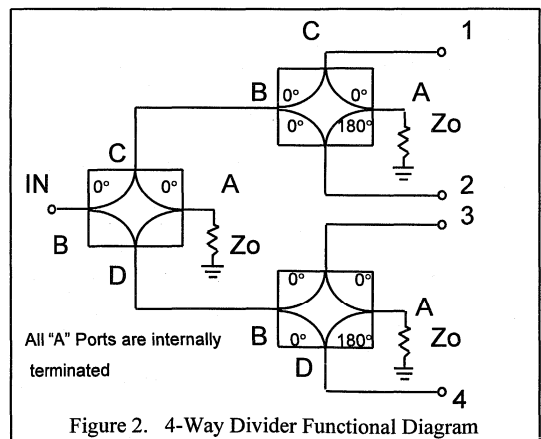 C 1
B 0° 0° A
0° 180° Zo
C
IN 0° 0° A
2
3
B Zo
D
0° 0°
A
All “A” Ports are internally
terminated
B 0° 180° Zo
D
4
Figure 2. 4-Way Divider Functional Diagram